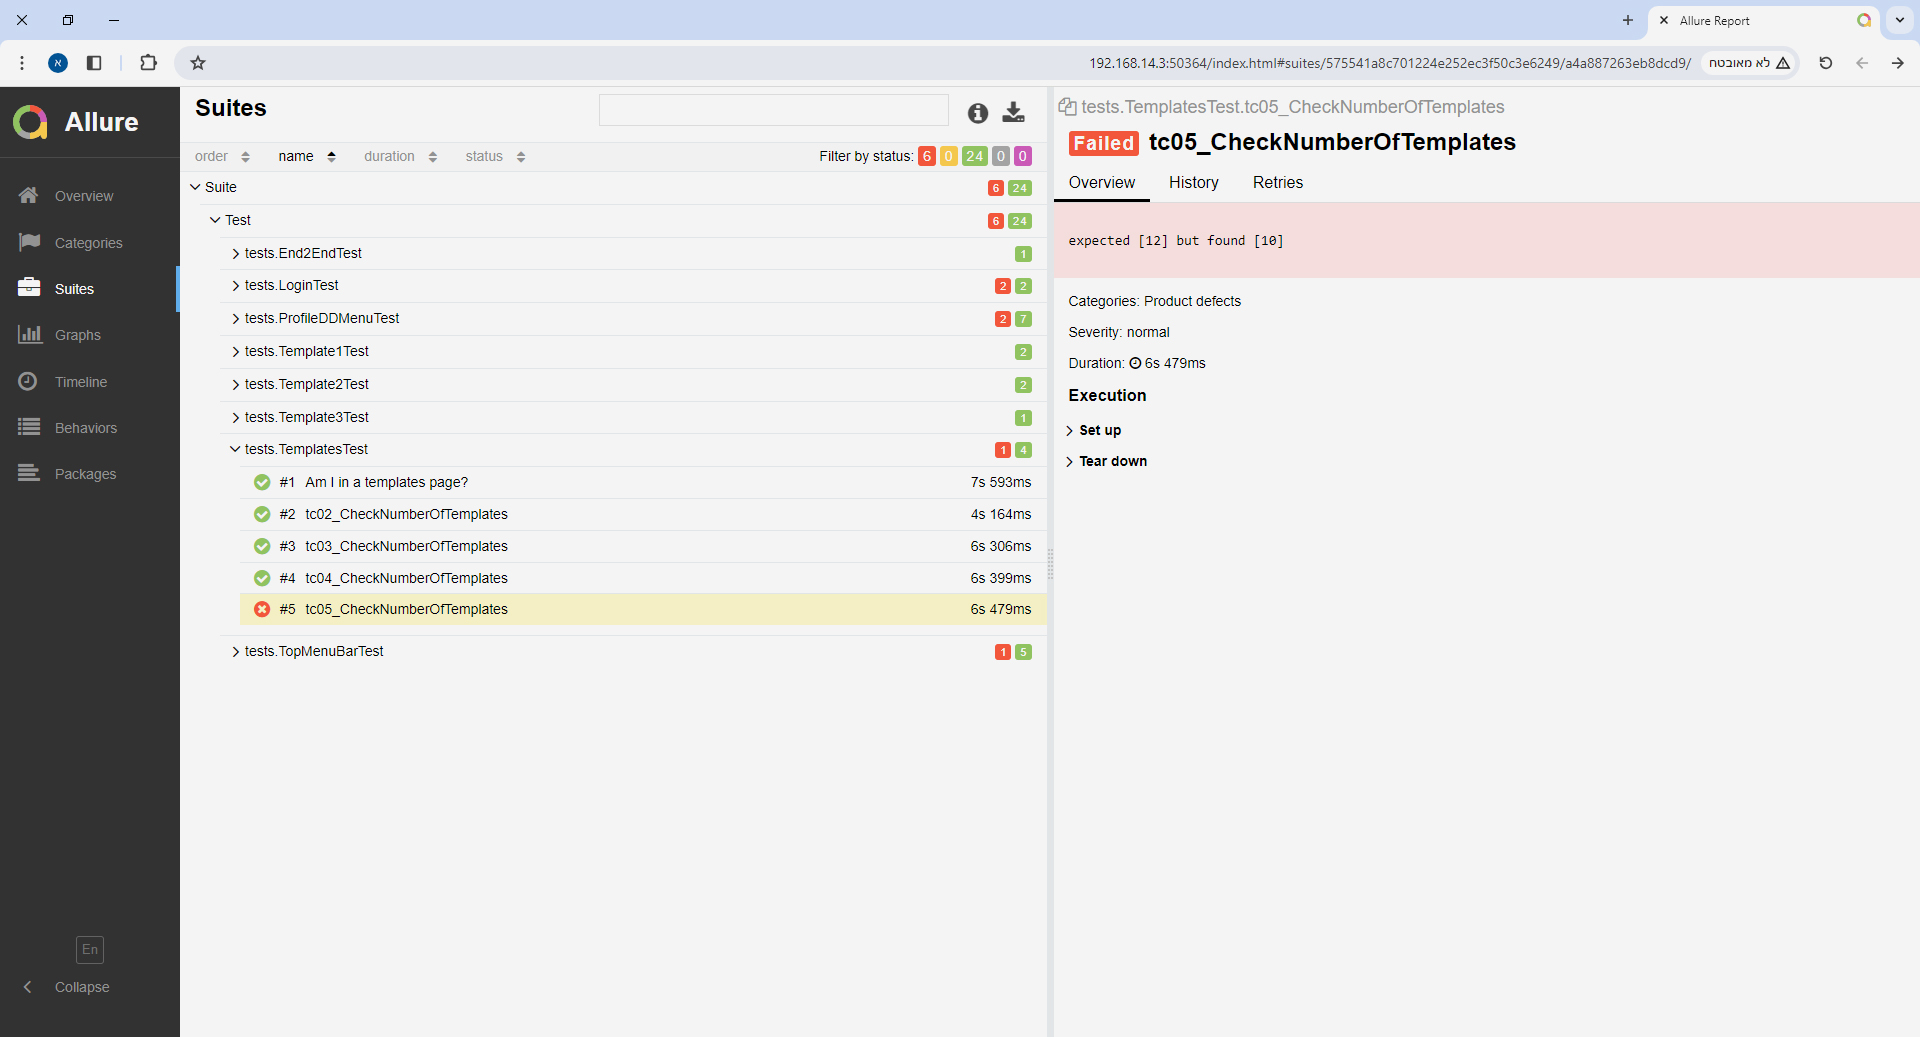 Allure Report
192.168.14.3:50364/index.html#suites/575541a8c701224e252ec3f50c3e6249/a4a887263eb8dcd9/
לא מאובטח
א
Allure
Overview
Categories
Suites
Graphs
Timeline
Behaviors
Packages
En
Collapse
Suites
order name duration status Filter by status: 6 0 24 0 0
Suite 6 24
Test 6 24
tests.End2EndTest 1
tests.LoginTest 2 2
tests.ProfileDDMenuTest 2 7
tests.Template1Test 2
tests.Template2Test 2
tests.Template3Test 1
tests.TemplatesTest 1 4
#1 Am I in a templates page? 7s 593ms
#2 tc02_CheckNumberOfTemplates 4s 164ms
#3 tc03_CheckNumberOfTemplates 6s 306ms
#4 tc04_CheckNumberOfTemplates 6s 399ms
#5 tc05_CheckNumberOfTemplates 6s 479ms
tests.TopMenuBarTest 1 5
tests.TemplatesTest.tc05_CheckNumberOfTemplates
Failed tc05_CheckNumberOfTemplates
Overview History Retries
expected [12] but found [10]
Categories: Product defects
Severity: normal
Duration: 6s 479ms
Execution
Set up
Tear down